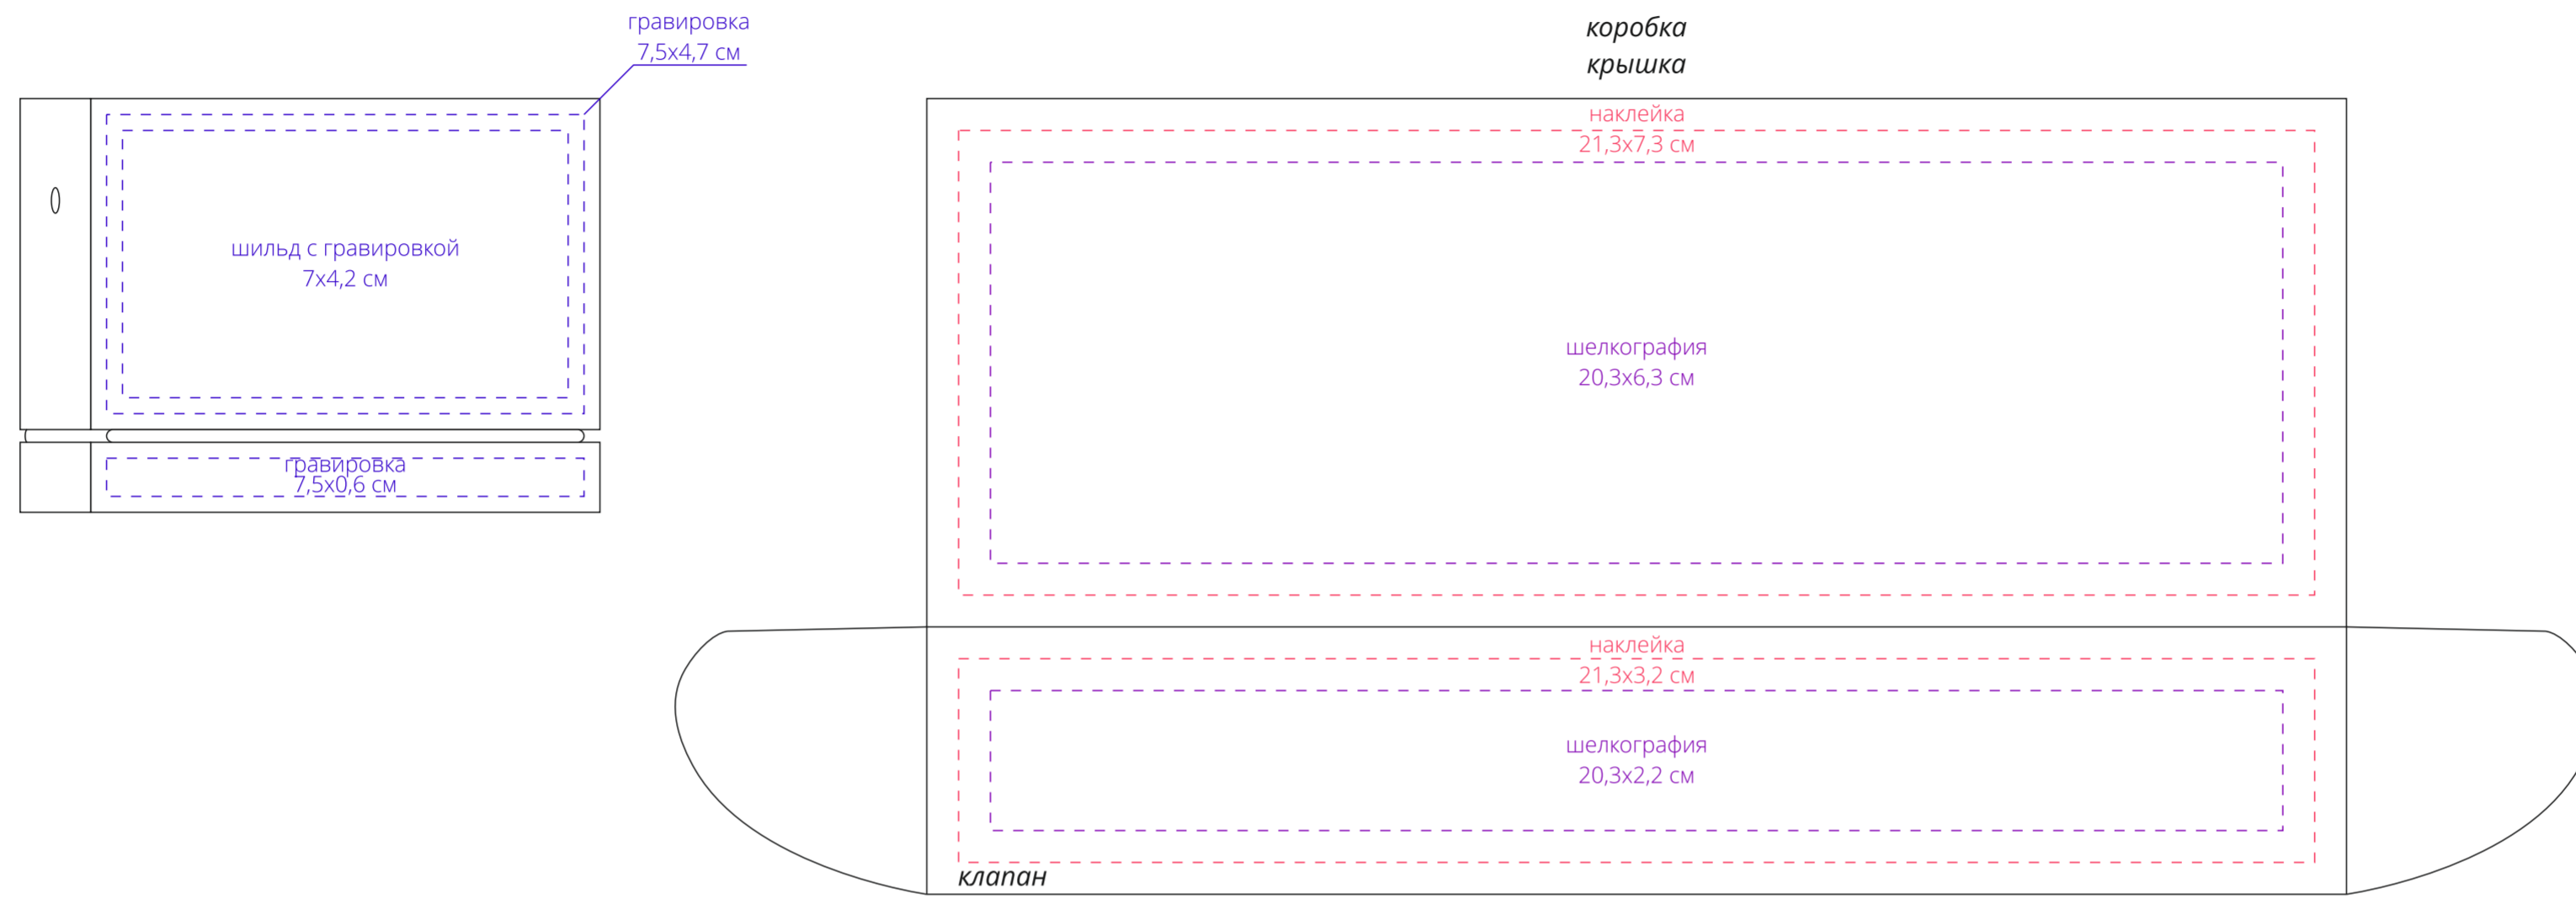 гравировка
7,5х4,7 см
шильд с гравировкой
7х4,2 см
гравировка
7,5х0,6 см
коробка
крышка
наклейка
21,3х7,3 см
шелкография
20,3х6,3 см
наклейка
21,3х3,2 см
шелкография
20,3х2,2 см
клапан